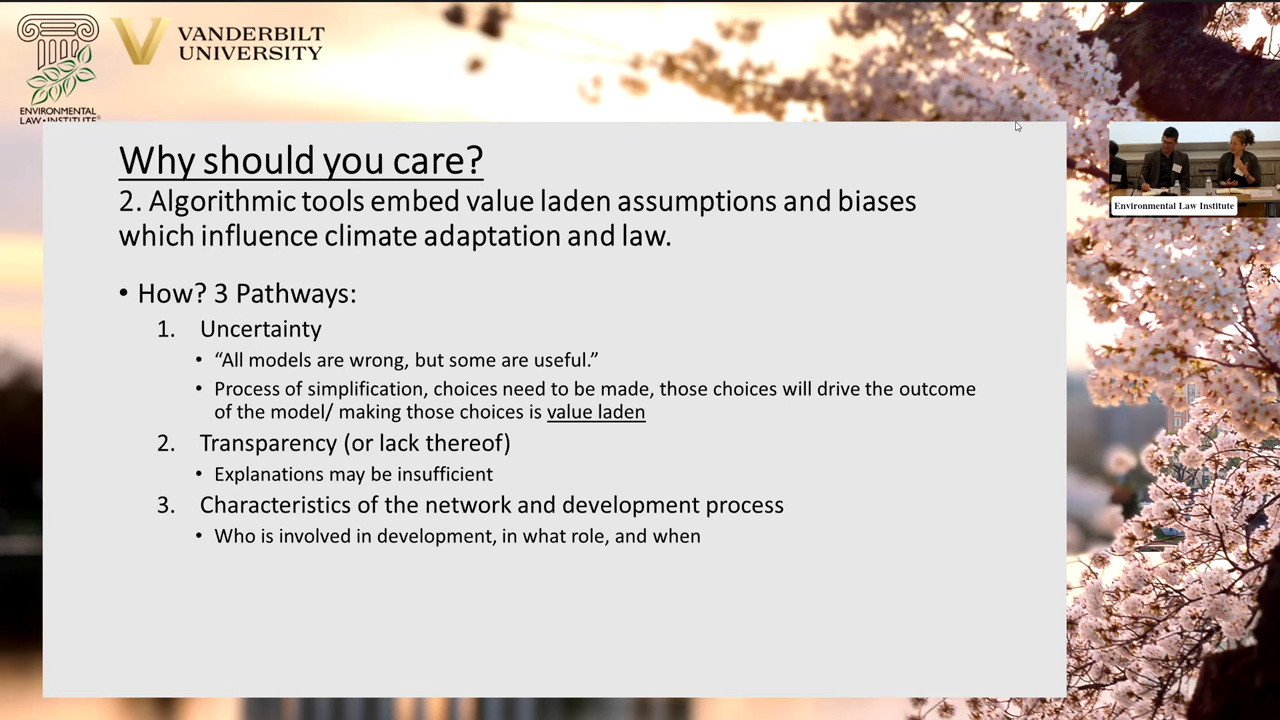 VANDERBILT
UNIVERSITY
ENVIRONMENTAL
LAW•INSTITUTE®
Why should you care?
2. Algorithmic tools embed value laden assumptions and biases
which influence climate adaptation and law.
• How? 3 Pathways:
1. Uncertainty
• “All models are wrong, but some are useful.”
• Process of simplification, choices need to be made, those choices will drive the outcome
of the model/ making those choices is value laden
2. Transparency (or lack thereof)
• Explanations may be insufficient
3. Characteristics of the network and development process
• Who is involved in development, in what role, and when
Environmental Law Institute